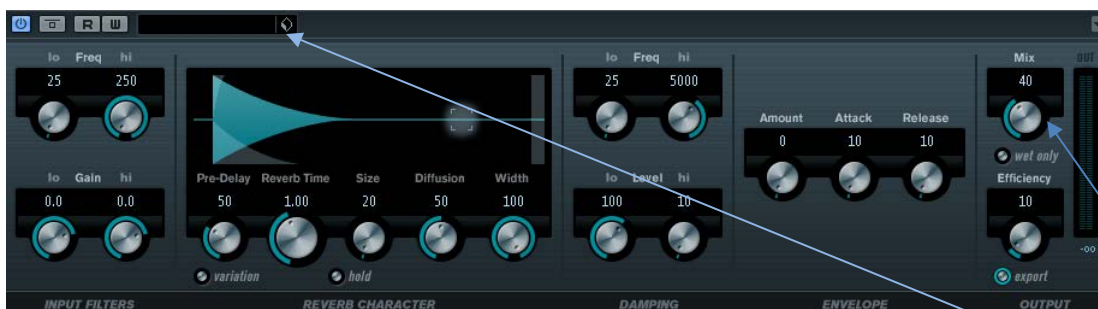 R W
lo Freq hi
25 250
lo Gain hi
0.0 0.0
INPUT FILTERS
Pre-Delay Reverb Time Size Diffusion Width
50 1.00 20 50 100
variation hold
REVERB CHARACTER
lo Freq hi
25 5000
lo Level hi
100 10
DAMPING
Amount Attack Release
0 10 10
ENVELOPE
Mix
40
wet only
Efficiency
10
export
OUTPUT
OUT
-oo